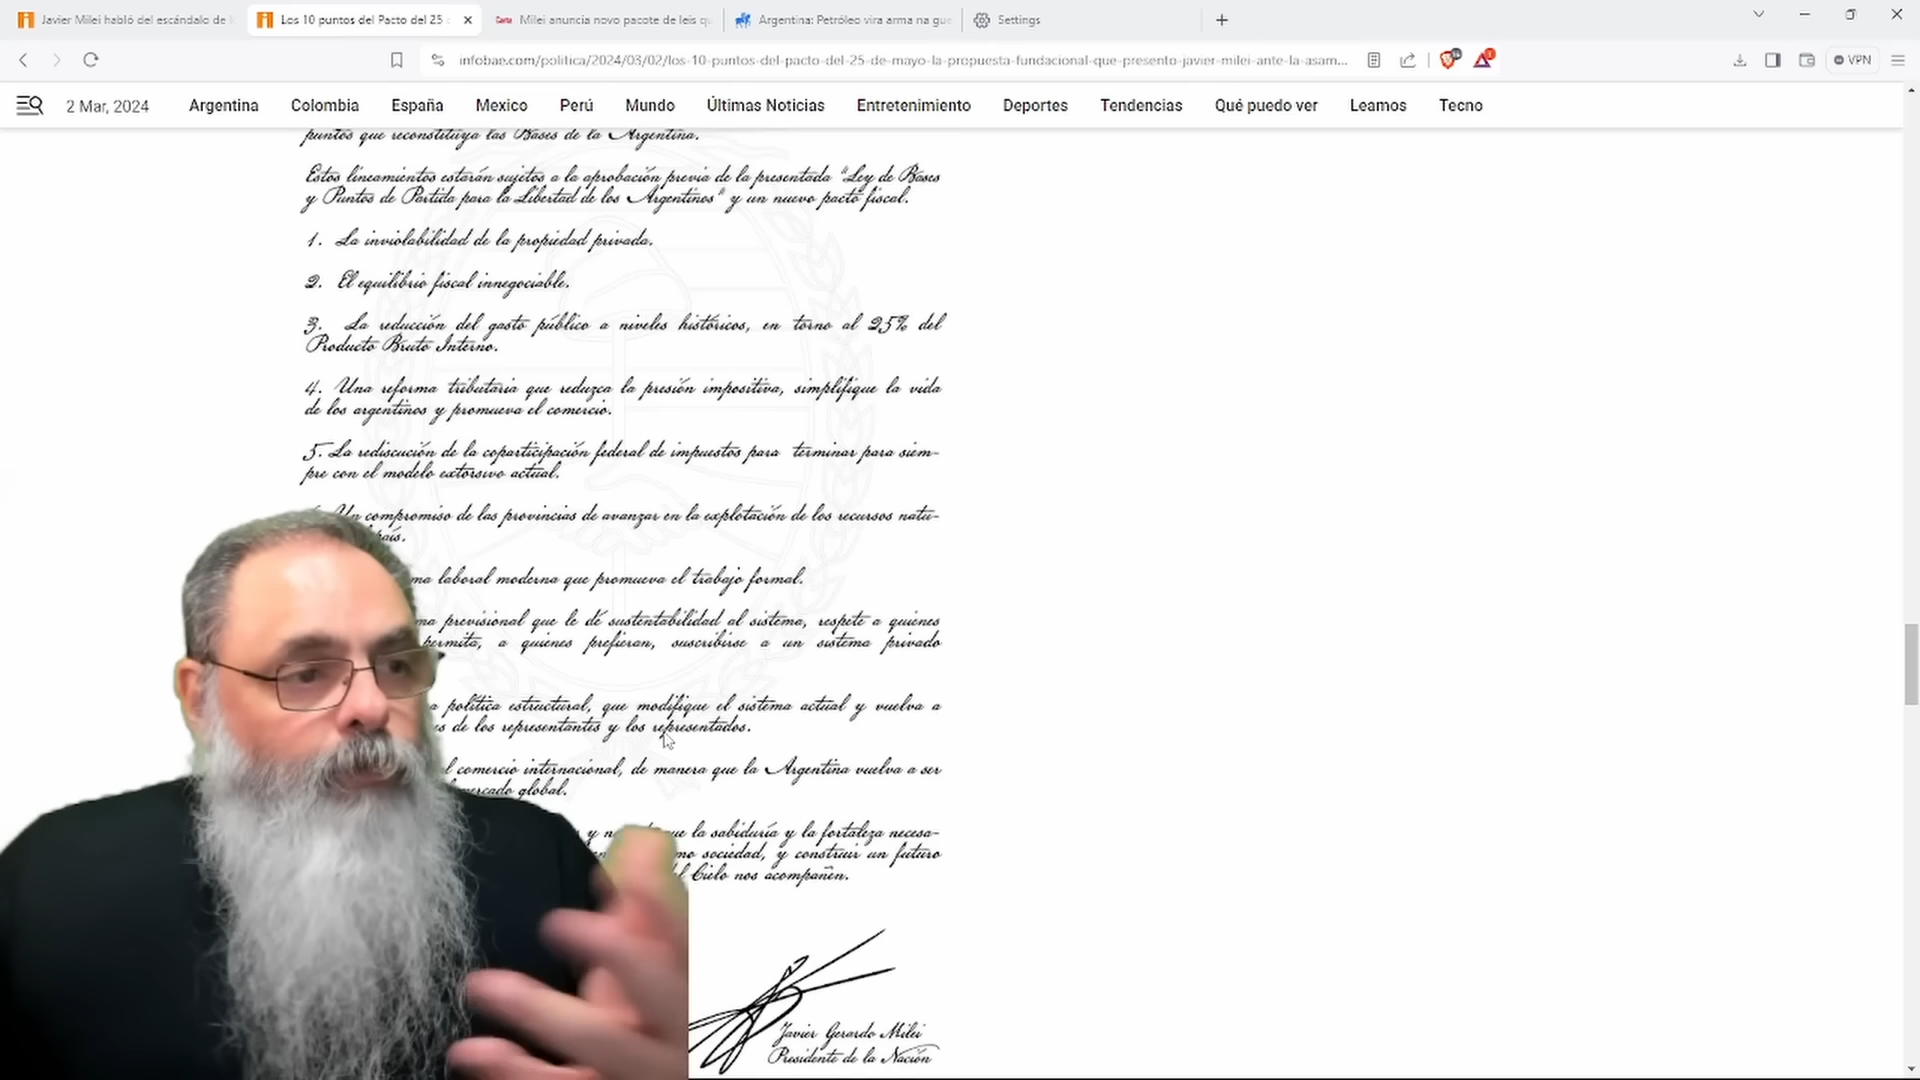 Javier Milei habló del escándalo de l
Los 10 puntos del Pacto del 25
Milei anuncia novo pacote de leis qu
Argentina: Petróleo vira arma na gue
Settings
infobae.com/politica/2024/03/02/los-10-puntos-del-pacto-del-25-de-mayo-la-propuesta-fundacional-que-presento-javier-milei-ante-la-asam...
VPN
2 Mar, 2024
Argentina
Colombia
España
Mexico
Perú
Mundo
Últimas Noticias
Entretenimiento
Deportes
Tendencias
Qué puedo ver
Leamos
Tecno
puntos que reconstituya las Bases de la Argentina.
Estos lineamientos estarán sujetos a la aprobación previa de la presentada "Ley de Bases
y Puntos de Partida para la Libertad de los Argentinos" y un nuevo pacto fiscal.
1. La inviolabilidad de la propiedad privada.
2. El equilibrio fiscal innegociable.
3. La reducción del gasto público a niveles históricos, en torno al 25% del
Producto Bruto Interno.
4. Una reforma tributaria que reduzca la presión impositiva, simplifique la vida
de los argentinos y promueva el comercio.
5. La rediscución de la coparticipación federal de impuestos para terminar para siem-
pre con el modelo extorsivo actual.
Un compromiso de las provincias de avanzar en la explotación de los recursos natu-
país.
ma laboral moderna que promueva el trabajo formal.
ma previsional que le dé sustentabilidad al sistema, respete a quienes
permita, a quienes prefieran, suscribirse a un sistema privado
a política estructural, que modifique el sistema actual y vuelva a
s de los representantes y los representados.
l comercio internacional, de manera que la Argentina vuelva a ser
mercado global.
y n ue la sabiduría y la fortaleza necesa-
mo sociedad, y construir un futuro
l Cielo nos acompañen.
Javier Gerardo Milei
Presidente de la Nación